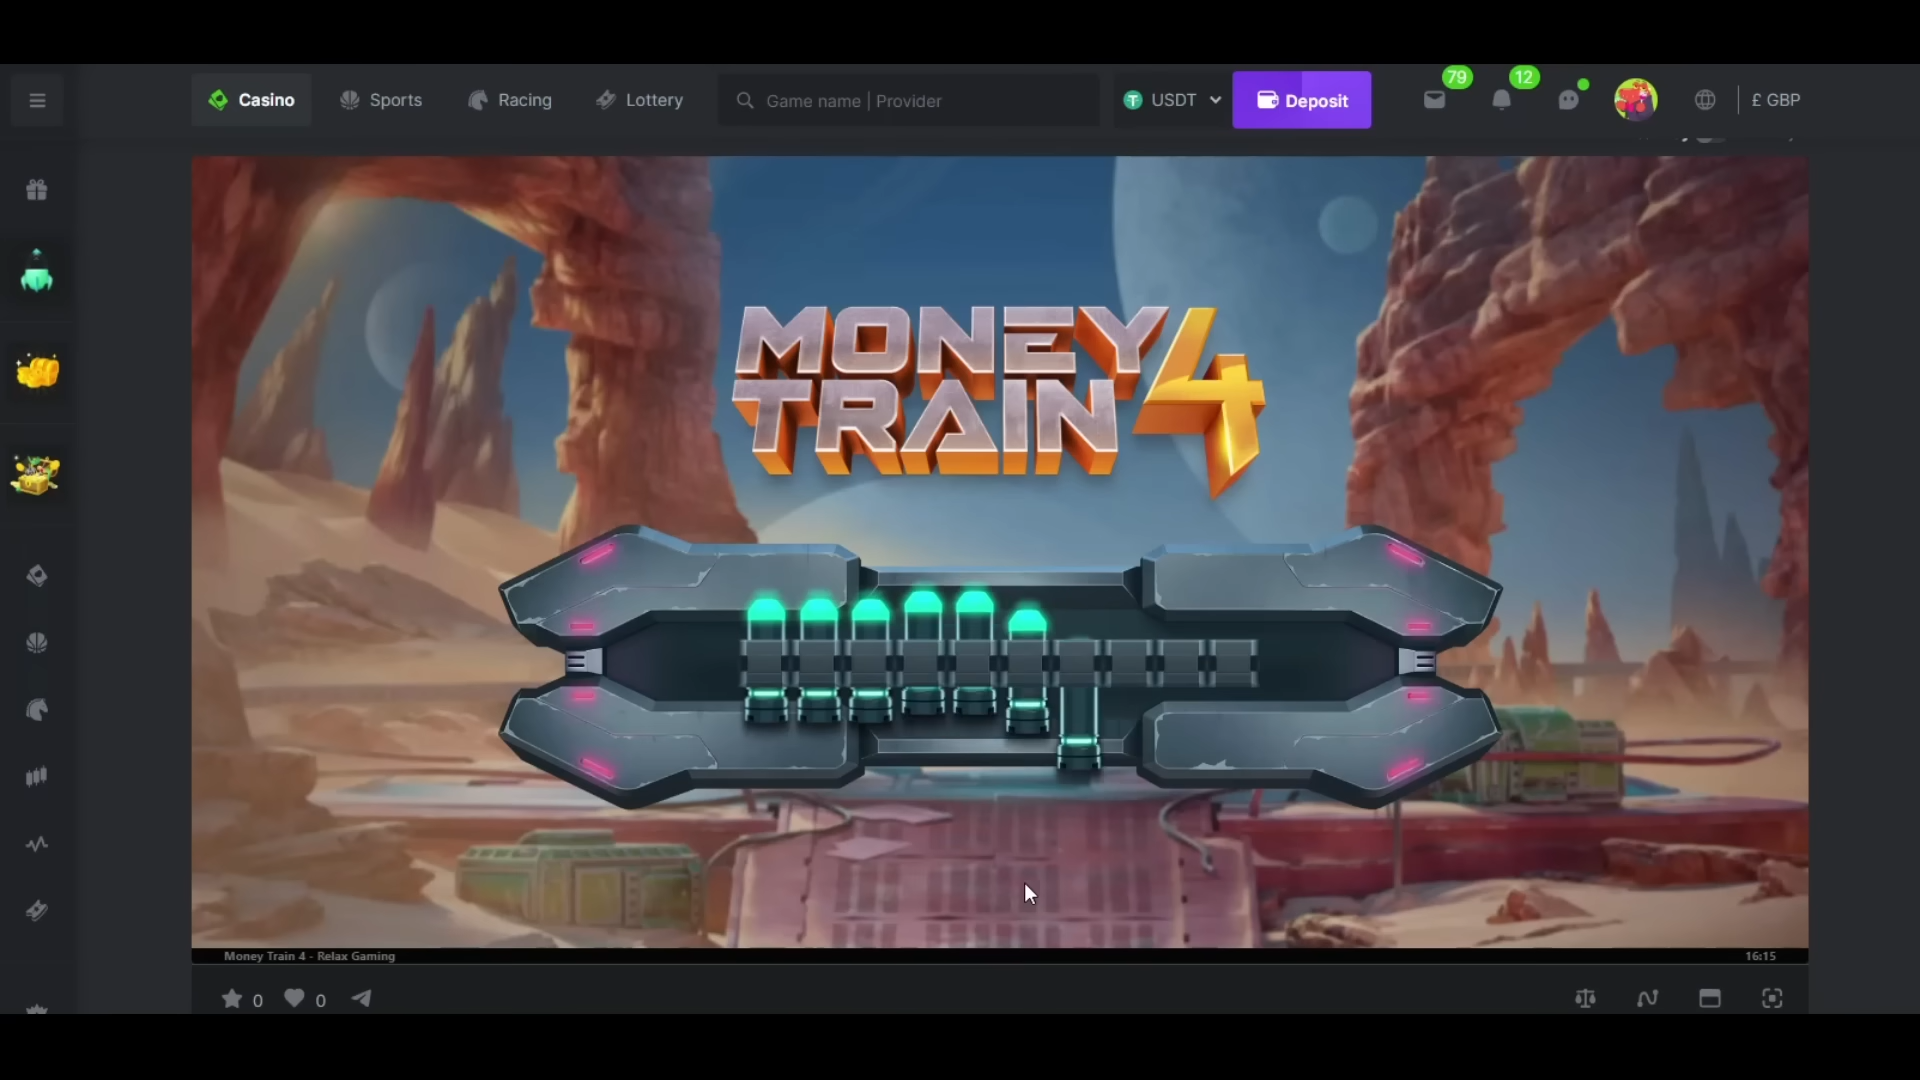 Casino
Sports
Racing
Lottery
Game name | Provider
USDT
Deposit
79
12
£ GBP
MONEY
TRAIN 4
Money Train 4 - Relax Gaming
16:15
0
0